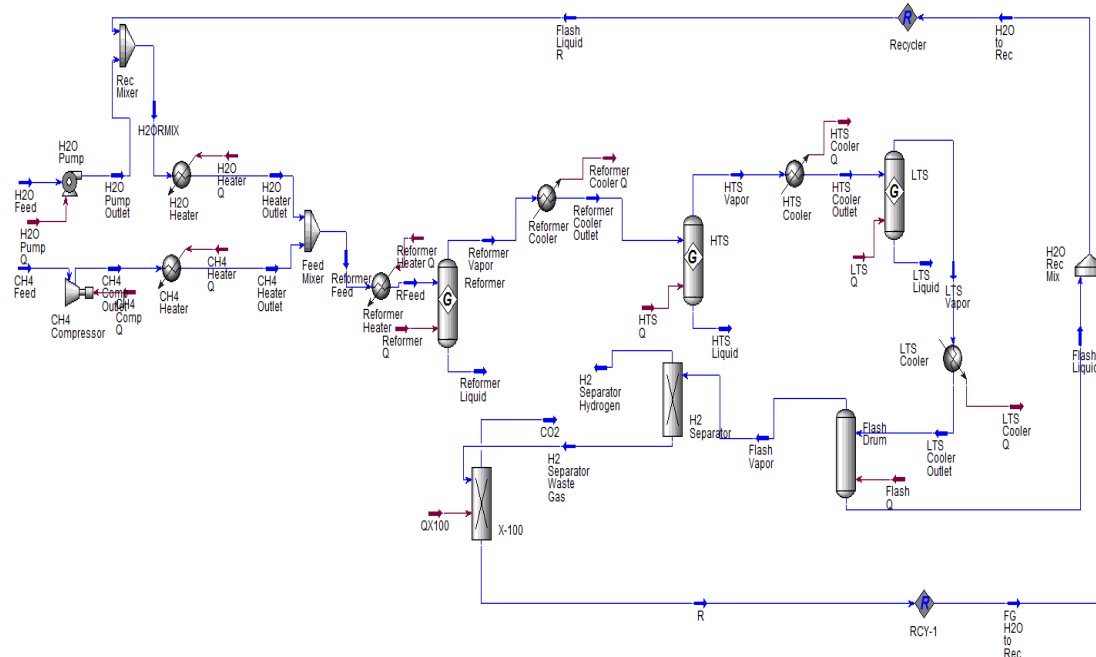 Flash
Liquid
R
Recycler
H2O
to
Rec
Rec
Mixer
H2ORMIX
H2O
Pump
H2O
Feed
H2O
Pump
Outlet
H2O
Pump
Q
H2O
Heater
Q
H2O
Heater
H2O
Heater
Outlet
CH4
Feed
CH4
Comp
Outlet
CH4
Comp
Q
CH4
Compressor
CH4
Heater
Q
CH4
Heater
CH4
Heater
Outlet
Feed
Mixer
Reformer
Feed
Reformer
Heater Q
Reformer
Heater
RFeed
Reformer
Q
G
Reformer
Reformer
Vapor
Reformer
Liquid
Reformer
Cooler Q
Reformer
Cooler
Reformer
Cooler
Outlet
G
HTS
HTS
Q
HTS
Vapor
HTS
Liquid
HTS
Cooler
Q
HTS
Cooler
HTS
Cooler
Outlet
G
LTS
LTS
Q
LTS
Liquid
LTS
Vapor
H2O
Rec
Mix
LTS
Cooler
LTS
Cooler
Q
LTS
Cooler
Outlet
Flash
Liquid
Flash
Drum
Flash
Q
Flash
Vapor
H2
Separator
H2
Separator
Hydrogen
H2
Separator
Waste
Gas
CO2
QX100
X-100
R
R
RCY-1
FG
H2O
to
Rec
R